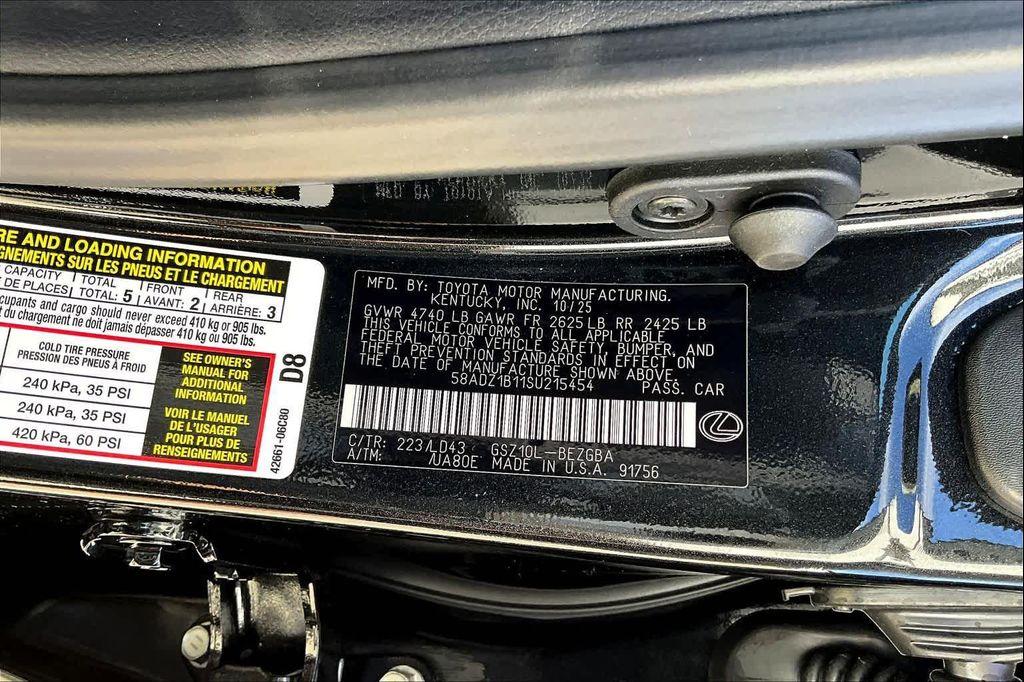 RE AND LOADING INFORMATION
GNEMENTS SUR LES PNEUS ET LE CHARGEMENT
CAPACITY TOTAL FRONT REAR
DE PLACES TOTAL: 5 AVANT: 2 ARRIÈRE: 3
cupants and cargo should never exceed 410 kg or 905 lbs.
du chargement ne doit jamais dépasser 410 kg ou 905 lbs.
COLD TIRE PRESSURE
PRESSION DES PNEUS À FROID
240 kPa, 35 PSI
240 kPa, 35 PSI
420 kPa, 60 PSI
SEE OWNER'S
MANUAL FOR
ADDITIONAL
INFORMATION
VOIR LE MANUEL
DE L'USAGER
POUR PLUS DE
RENSEIGNEMENTS
D8
42661-06C80
MFD. BY: TOYOTA MOTOR MANUFACTURING.
KENTUCKY, INC. 10/25
GVWR 4740 LB GAWR FR 2625 LB RR 2425 LB
THIS VEHICLE CONFORMS TO ALL APPLICABLE
FEDERAL MOTOR VEHICLE SAFETY, BUMPER, AND
THEFT PREVENTION STANDARDS IN EFFECT ON
THE DATE OF MANUFACTURE SHOWN ABOVE.
58ADZ1B11SU215454 PASS. CAR
C/TR: 223/LD43 GSZ10L-BEZGBA
A/TM: /UA80E MADE IN U.S.A. 91756